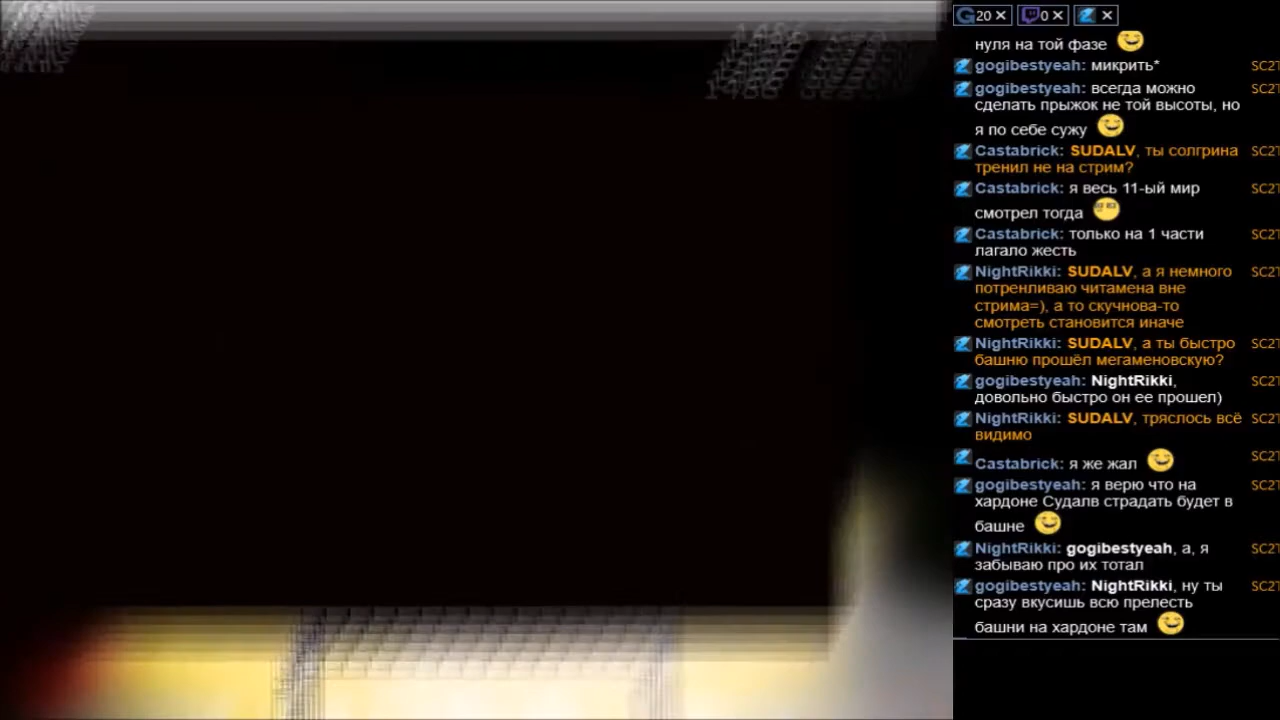 20 ✕ 0 ✕ ✕
нуля на той фазе
gogibestyeah: микрить*
gogibestyeah: всегда можно
сделать прыжок не той высоты, но
я по себе сужу
Castabrick: SUDALV, ты солгрина
тренил не на стрим?
Castabrick: я весь 11-ый мир
смотрел тогда
Castabrick: только на 1 части
лагало жесть
NightRikki: SUDALV, а я немного
потренливаю читамена вне
стрима=), а то скучнова-то
смотреть становится иначе
NightRikki: SUDALV, а ты быстро
башню прошёл мегаменовскую?
gogibestyeah: NightRikki,
довольно быстро он ее прошел)
NightRikki: SUDALV, тряслось всё
видимо
Castabrick: я же жал
gogibestyeah: я верю что на
хардоне Судалв страдать будет в
башне
NightRikki: gogibestyeah, а, я
забываю про их тотал
gogibestyeah: NightRikki, ну ты
сразу вкусишь всю прелесть
башни на хардоне там